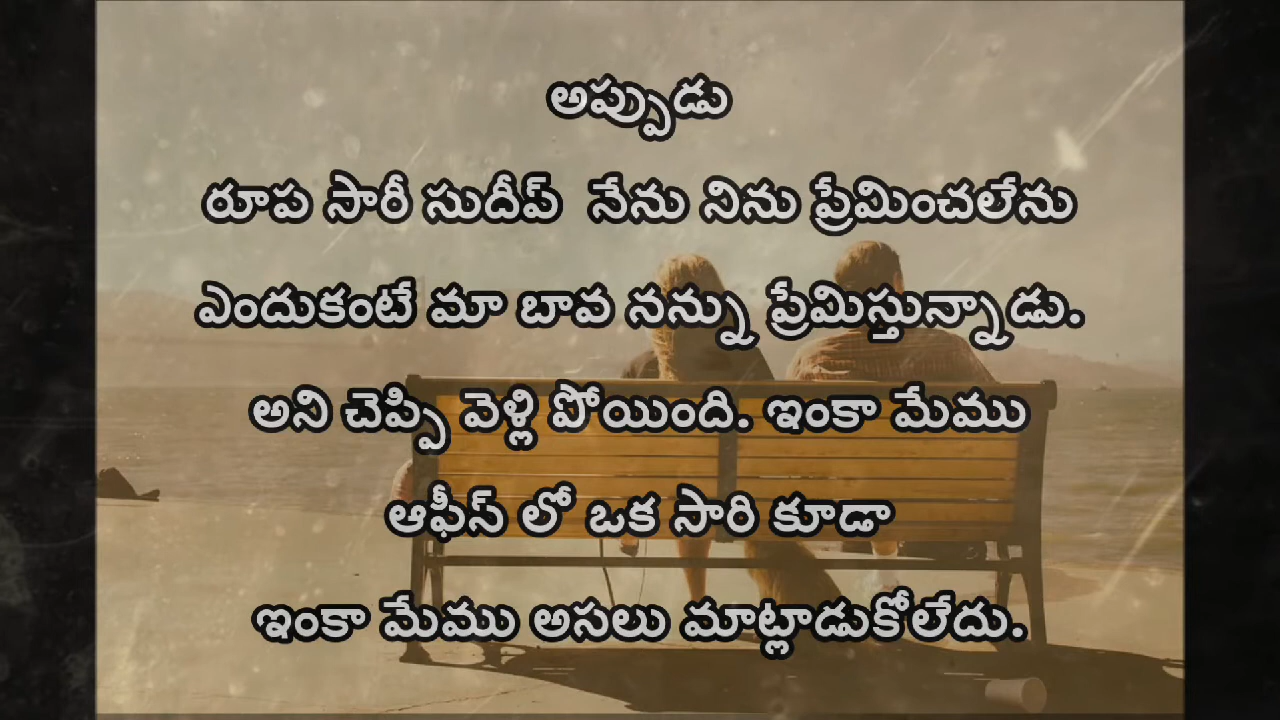 అప్పుడు
రూప సారీ సుదీప్ నేను నిను ప్రేమించలేను
ఎందుకంటే మా బావ నన్ను ప్రేమిస్తున్నాడు.
అని చెప్పి వెళ్లి పోయింది. ఇంకా మేము
ఆఫీస్ లో ఒక సారి కూడా
ఇంకా మేము అసలు మాట్లాడుకోలేదు.